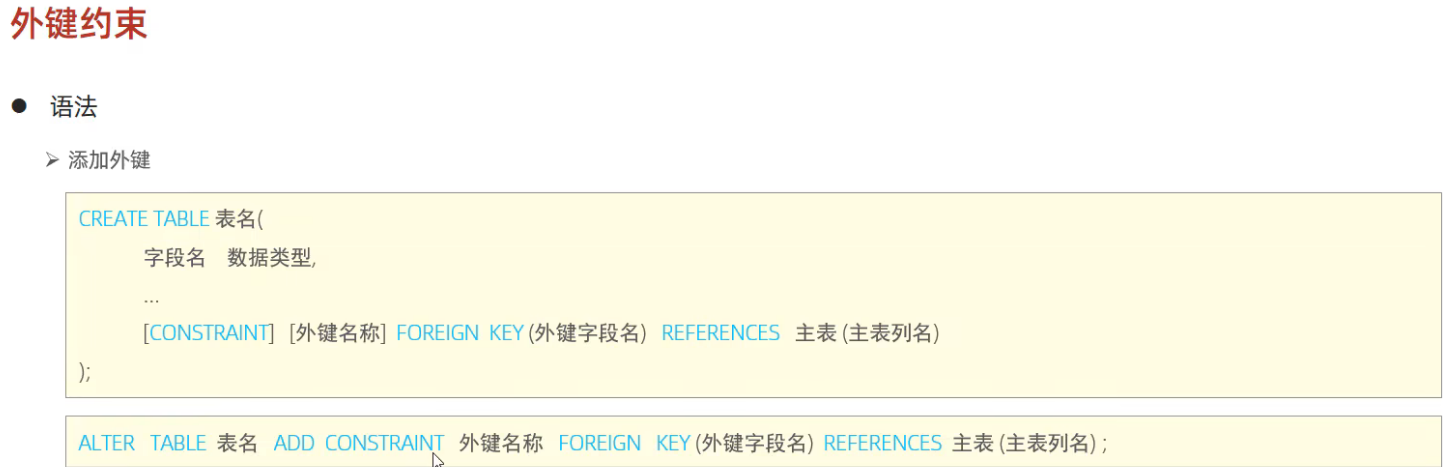 外键约束
● 语法
➢ 添加外键
CREATE TABLE 表名(
字段名 数据类型,
...
[CONSTRAINT] [外键名称] FOREIGN KEY (外键字段名) REFERENCES 主表 (主表列名)
);
ALTER TABLE 表名 ADD CONSTRAINT 外键名称 FOREIGN KEY (外键字段名) REFERENCES 主表 (主表列名) ;